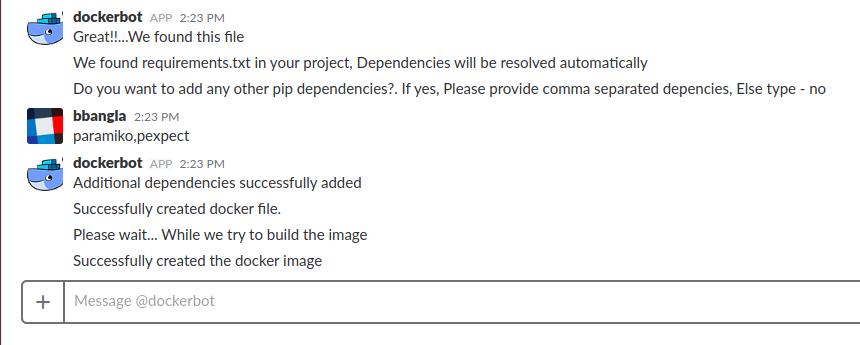 dockerbot APP 2:23 PM
Great!!...We found this file
We found requirements.txt in your project, Dependencies will be resolved automatically
Do you want to add any other pip dependencies?. If yes, Please provide comma separated depencies, Else type - no
bbangla 2:23 PM
paramiko,pexpect
dockerbot APP 2:23 PM
Additional dependencies successfully added
Successfully created docker file.
Please wait... While we try to build the image
Successfully created the docker image
+ Message @dockerbot